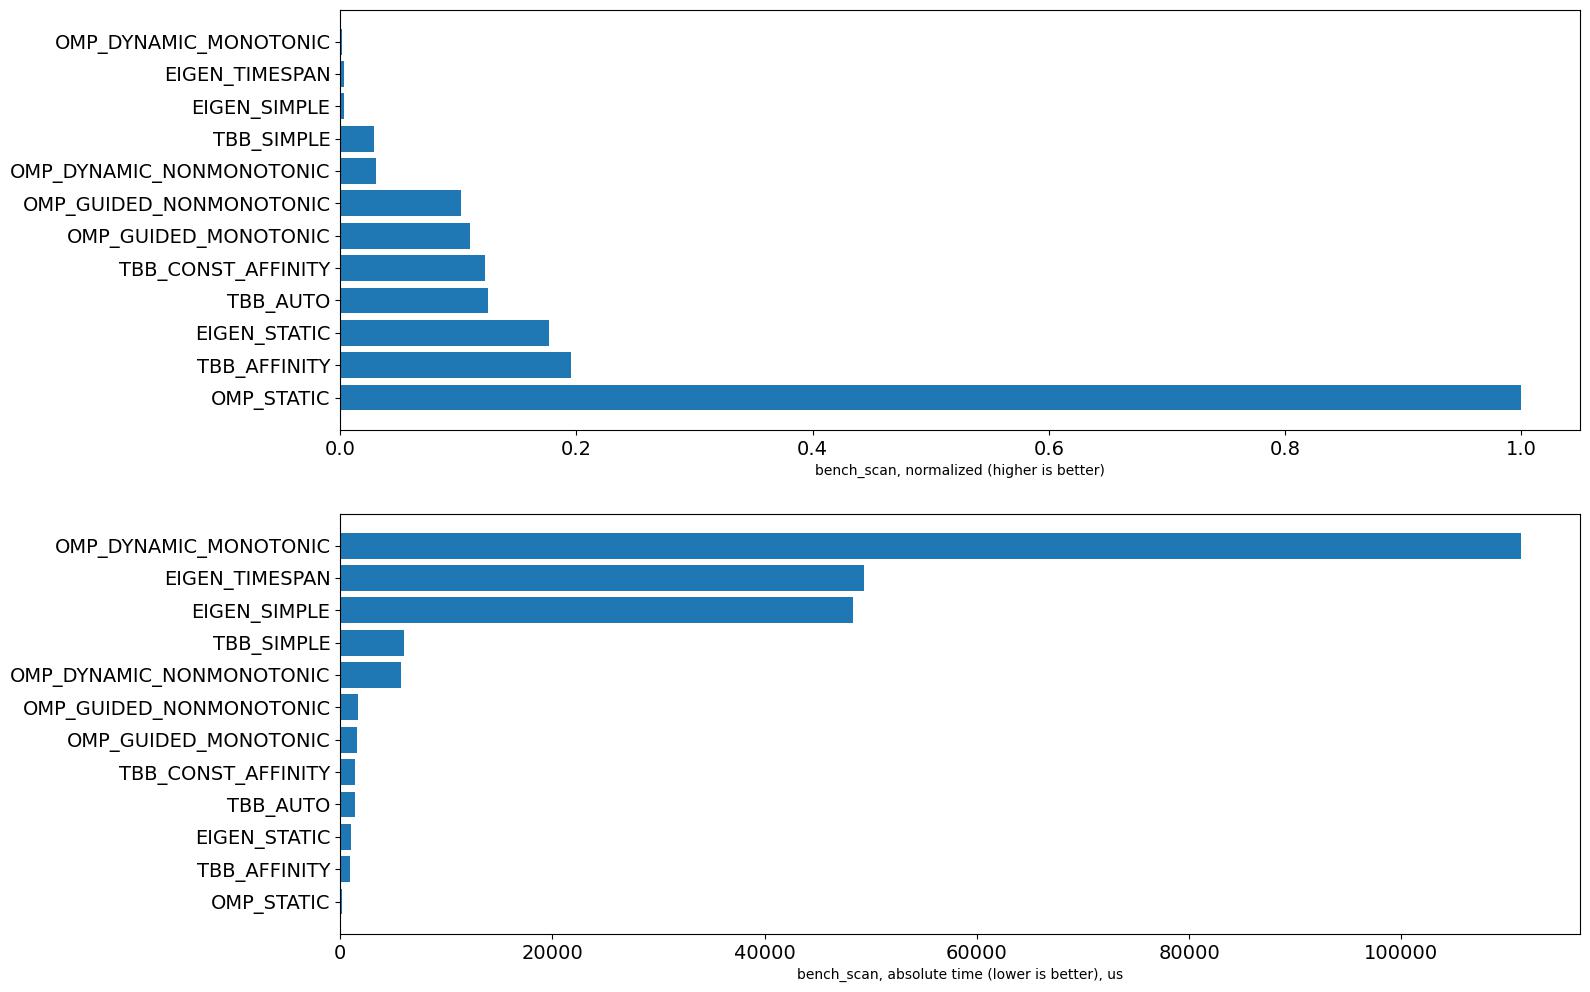 OMP_DYNAMIC_MONOTONIC
EIGEN_TIMESPAN
EIGEN_SIMPLE
TBB_SIMPLE
OMP_DYNAMIC_NONMONOTONIC
OMP_GUIDED_NONMONOTONIC
OMP_GUIDED_MONOTONIC
TBB_CONST_AFFINITY
TBB_AUTO
EIGEN_STATIC
TBB_AFFINITY
OMP_STATIC
0.0 0.2 0.4 0.6 0.8 1.0
bench_scan, normalized (higher is better)
OMP_DYNAMIC_MONOTONIC
EIGEN_TIMESPAN
EIGEN_SIMPLE
TBB_SIMPLE
OMP_DYNAMIC_NONMONOTONIC
OMP_GUIDED_NONMONOTONIC
OMP_GUIDED_MONOTONIC
TBB_CONST_AFFINITY
TBB_AUTO
EIGEN_STATIC
TBB_AFFINITY
OMP_STATIC
0 20000 40000 60000 80000 100000
bench_scan, absolute time (lower is better), us